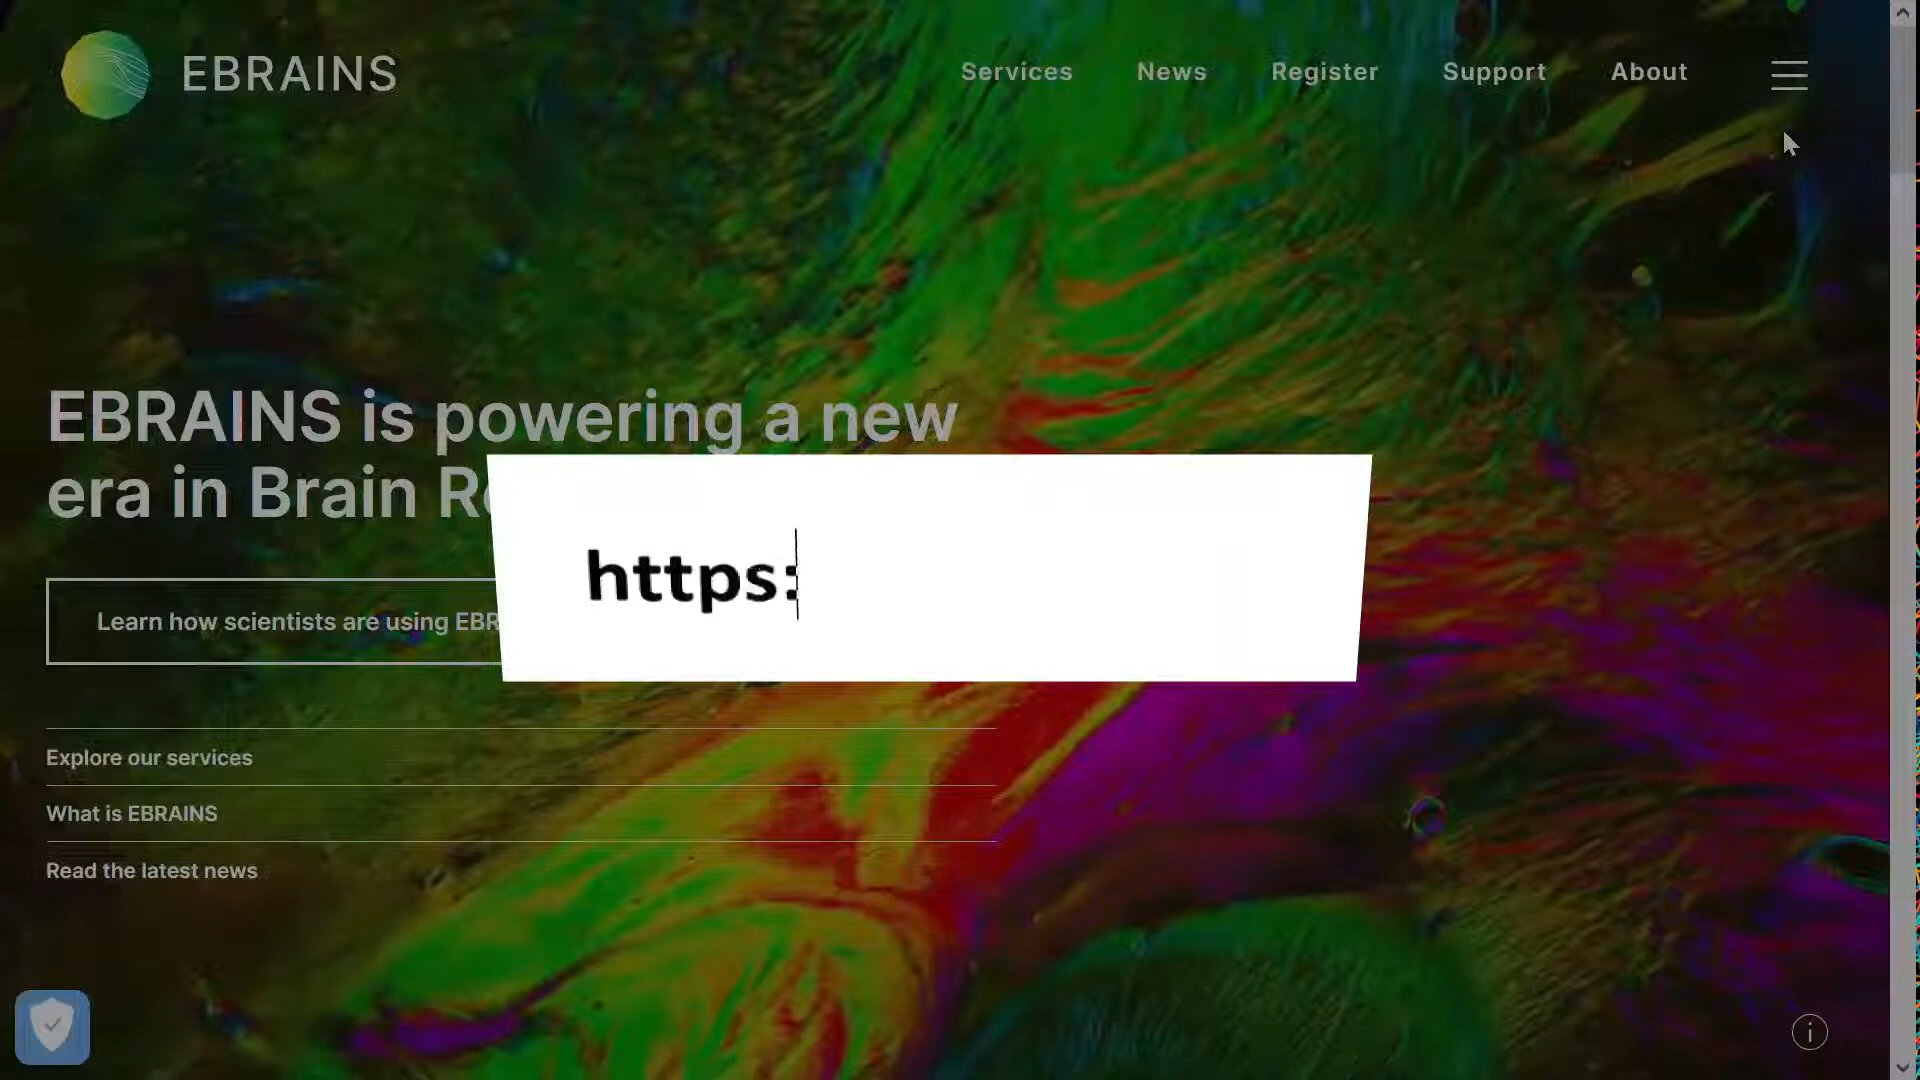 EBRAINS
Services News Register Support About
EBRAINS is powering a new
era in Brain
https:
Learn how scientists are using
Explore our services
What is EBRAINS
Read the latest news